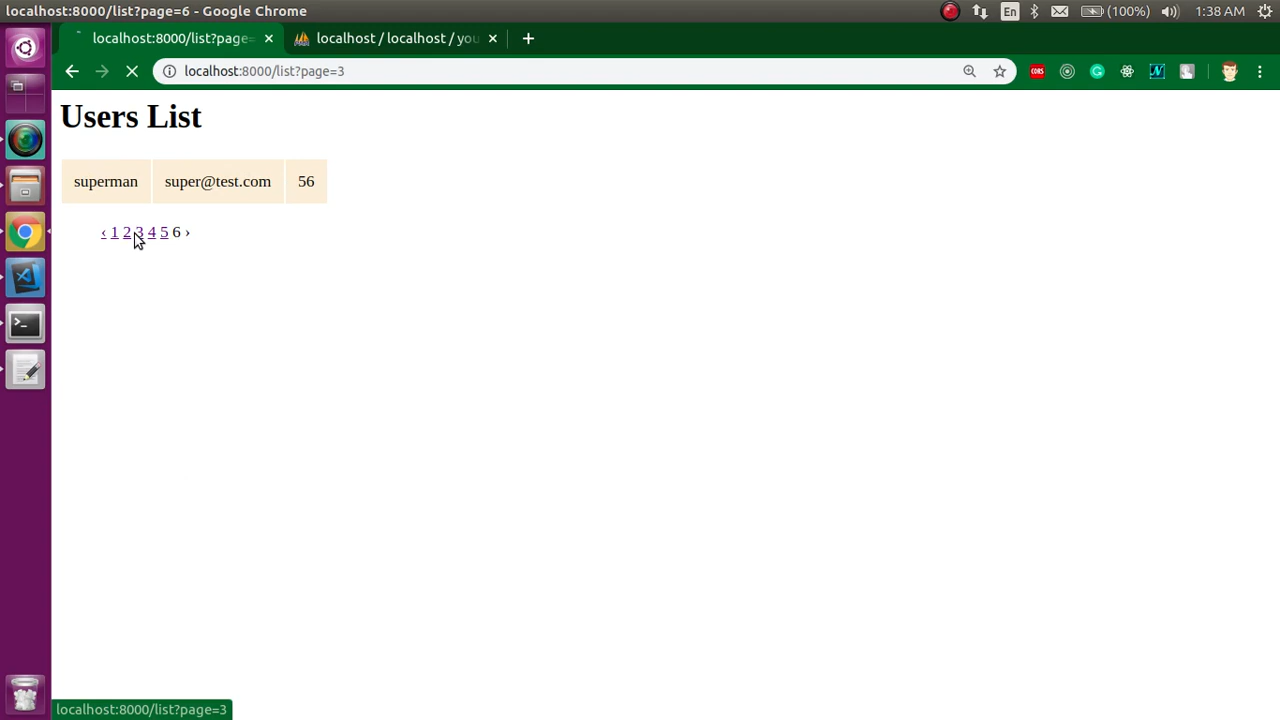 localhost:8000/list?page=6 - Google Chrome
En (100%) 1:38 AM
localhost:8000/list?page= localhost / localhost / you
localhost:8000/list?page=3
CORS
Users List
superman super@test.com 56
‹ 1 2 3 4 5 6 ›
localhost:8000/list?page=3